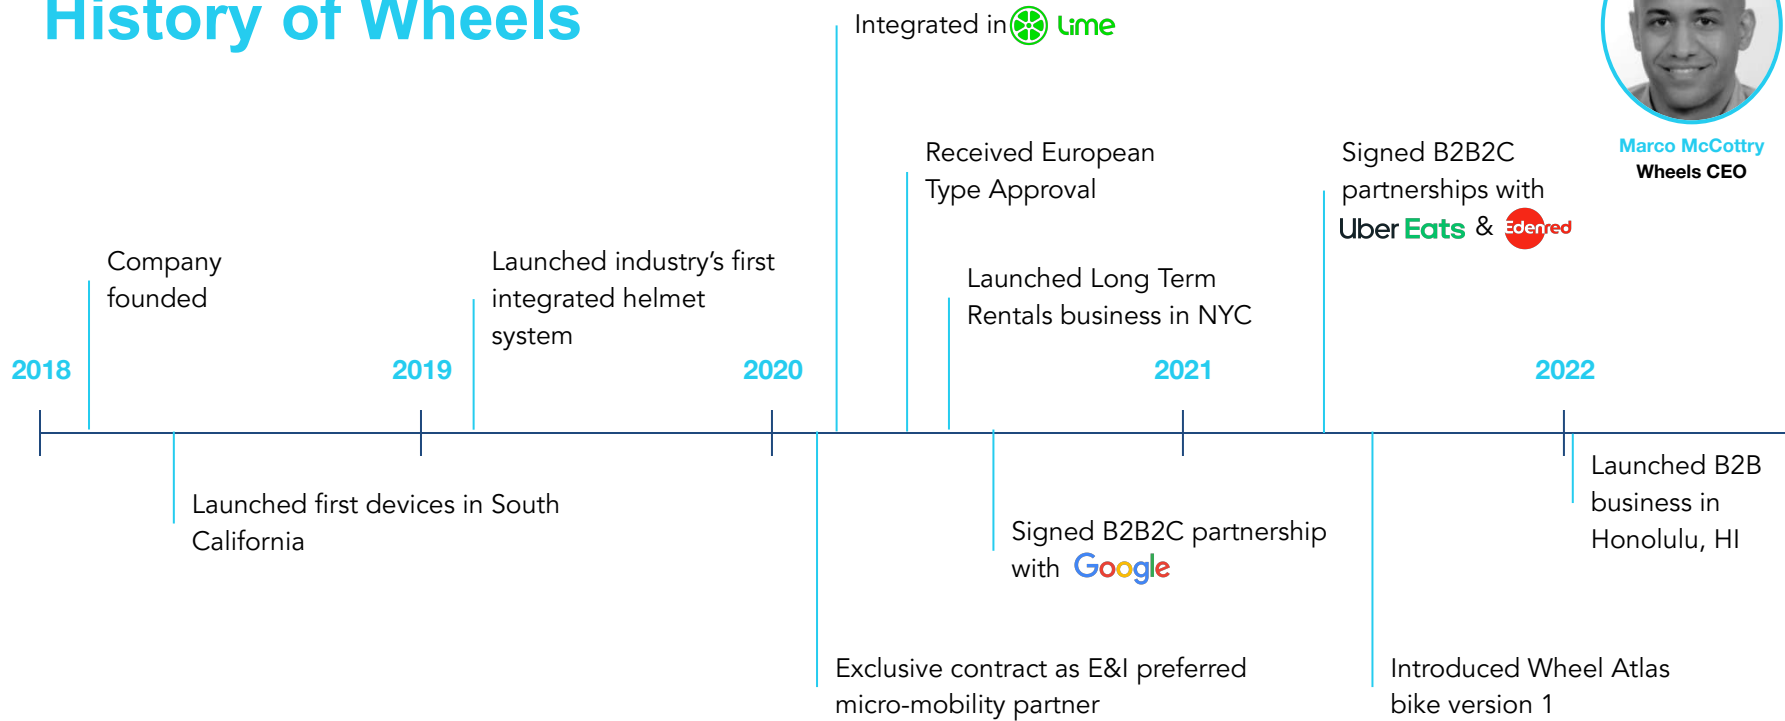 History of Wheels
Integrated in Lime
Marco McCottry
Wheels CEO
Received European
Type Approval
Signed B2B2C
partnerships with
Uber Eats & Edenred
Company
founded
Launched industry’s first
integrated helmet
system
Launched Long Term
Rentals business in NYC
2018
2019
2020
2021
2022
Launched first devices in South
California
Signed B2B2C partnership
with Google
Launched B2B
business in
Honolulu, HI
Exclusive contract as E&I preferred
micro-mobility partner
Introduced Wheel Atlas
bike version 1